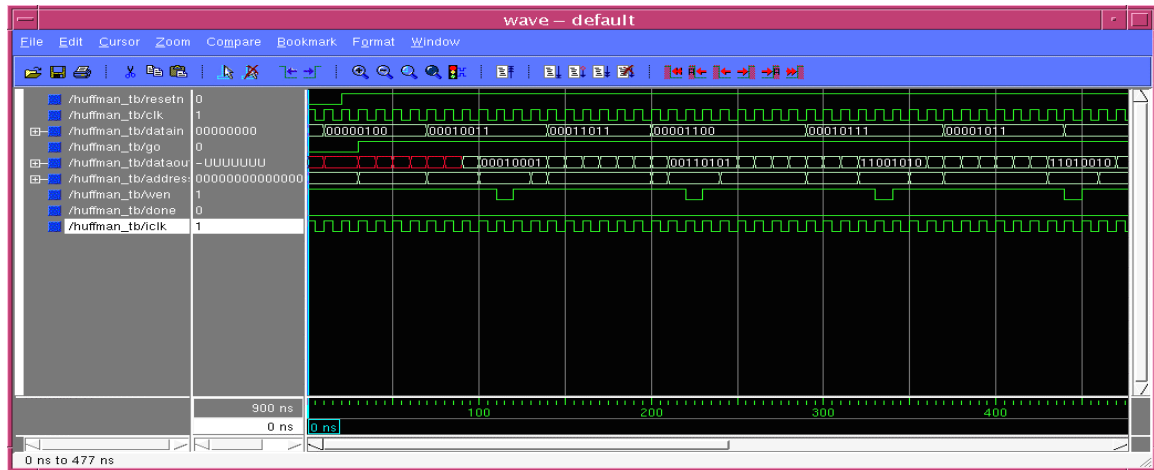 wave – default
File Edit Cursor Zoom Compare Bookmark Format Window
/huffman_tb/resetn 0
/huffman_tb/clk 1
/huffman_tb/datain 00000000 00000100 00010011 00011011 00001100 00010111 00001011
/huffman_tb/go 0
/huffman_tb/dataou -UUUUUUU 00010001 00110101 11001010 11010010
/huffman_tb/addres 00000000000000
/huffman_tb/wen 1
/huffman_tb/done 0
/huffman_tb/iclk 1
900 ns 100 200 300 400
0 ns 0 ns
0 ns to 477 ns